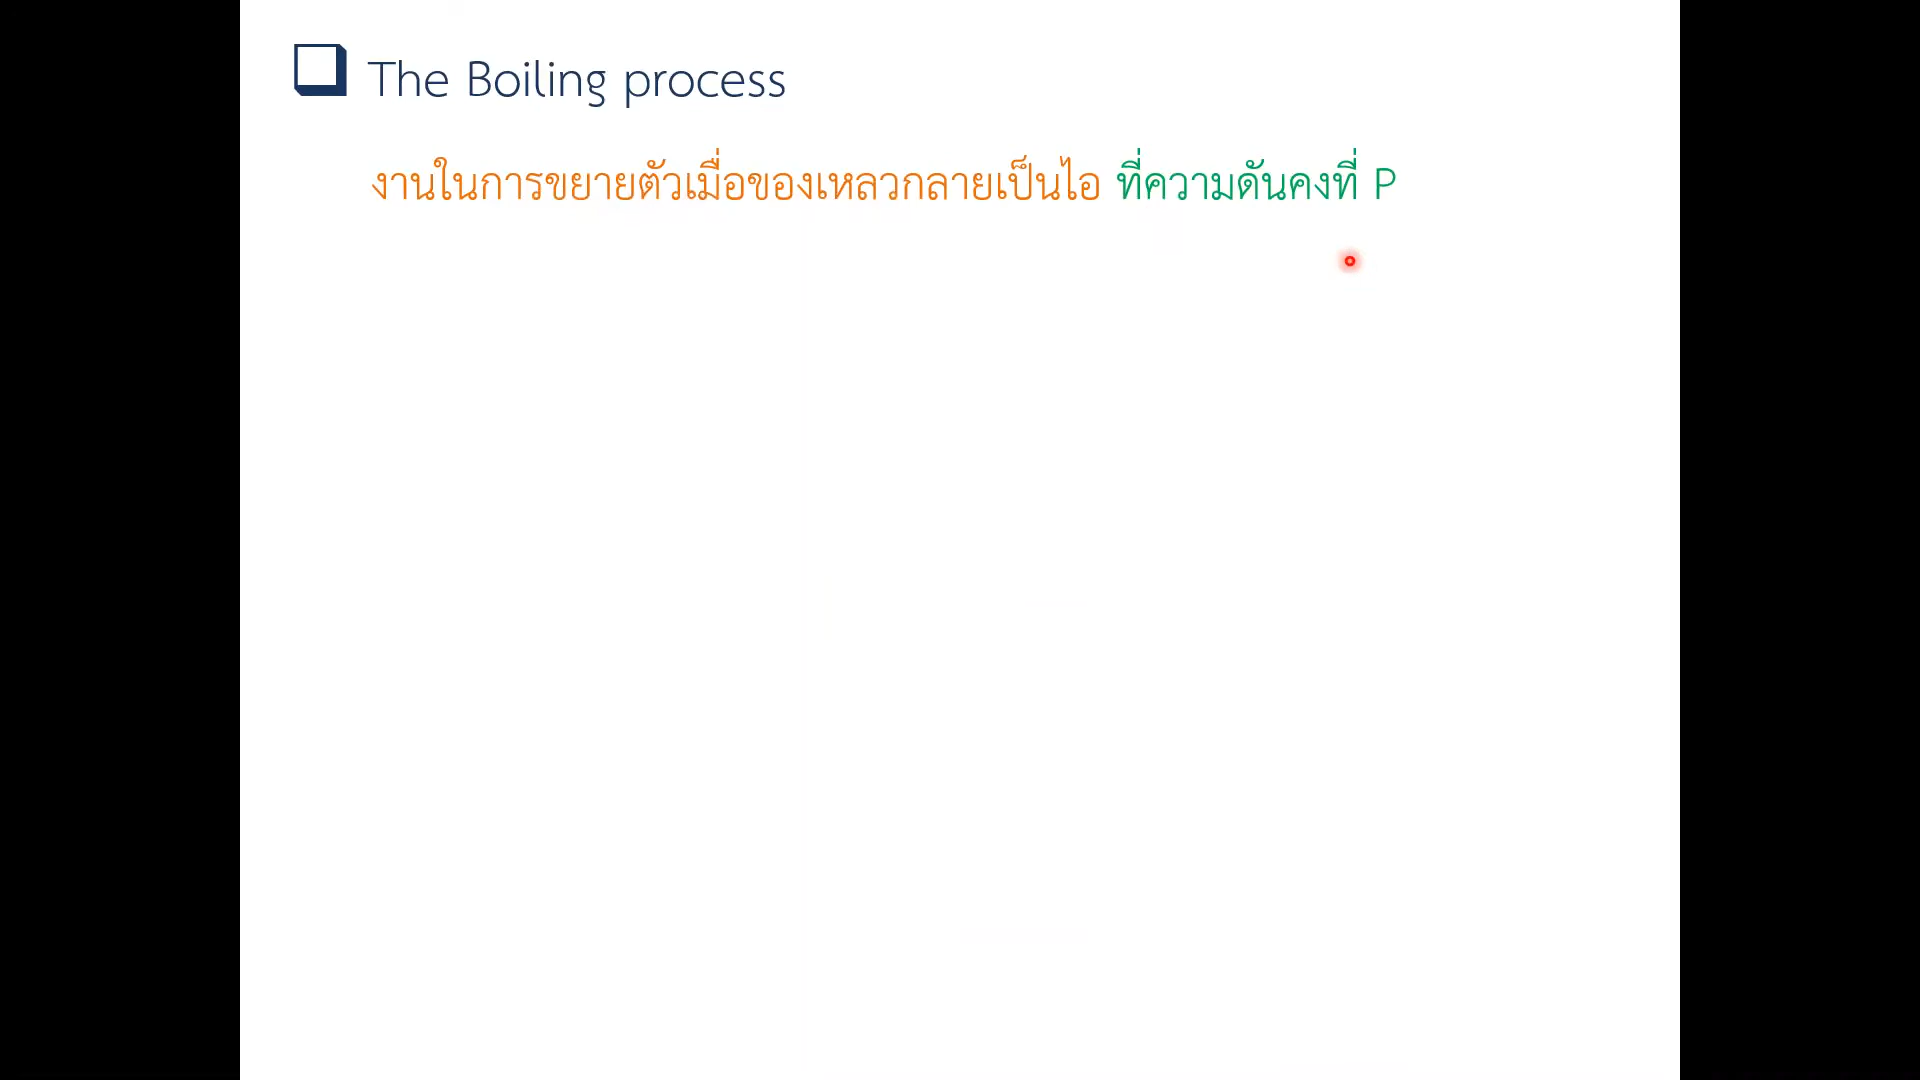 The Boiling process
งานในการขยายตัวเมื่อของเหลวกลายเป็นไอ ที่ความดันคงที่ P